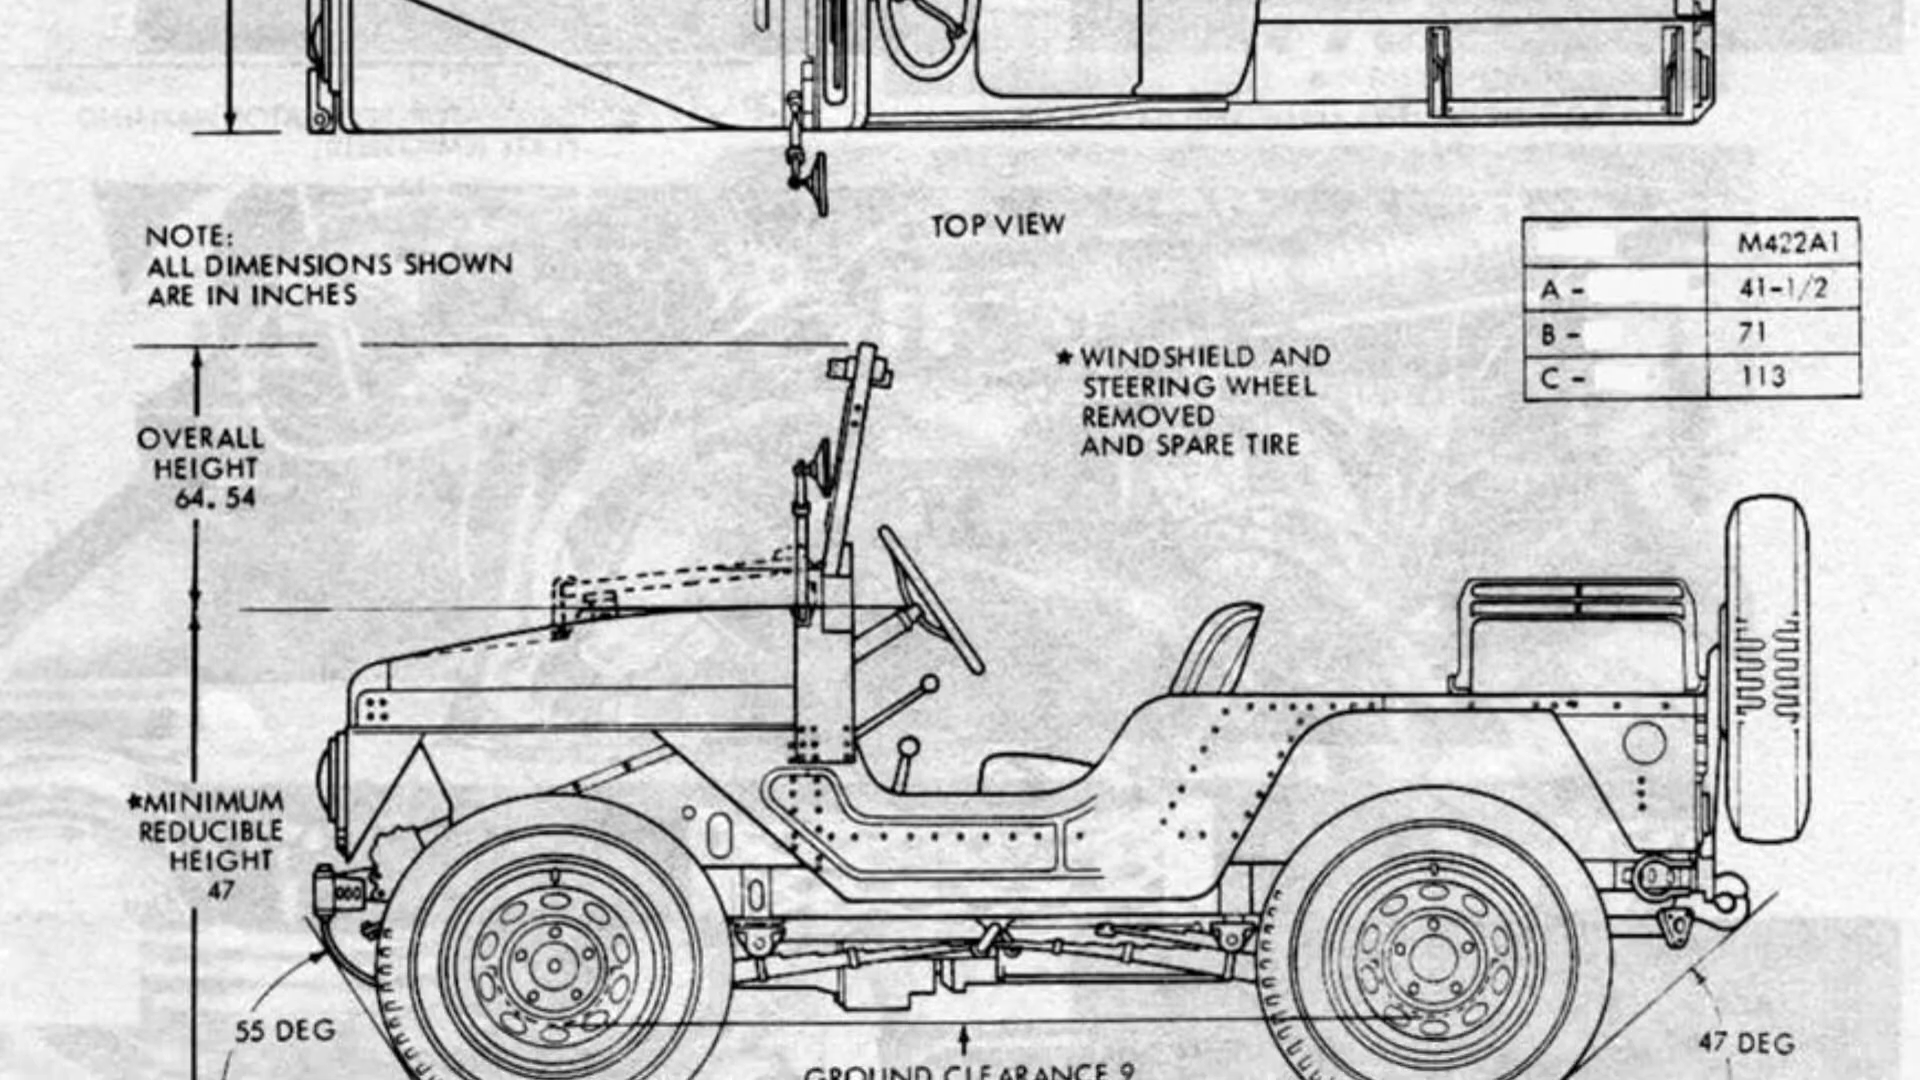 TOP VIEW
NOTE:
ALL DIMENSIONS SHOWN
ARE IN INCHES
M422A1
A - 41-1/2
B - 71
C - 113
★ WINDSHIELD AND
STEERING WHEEL
REMOVED
AND SPARE TIRE
OVERALL
HEIGHT
64.54
★MINIMUM
REDUCIBLE
HEIGHT
47
55 DEG
47 DEG
GROUND CLEARANCE 9